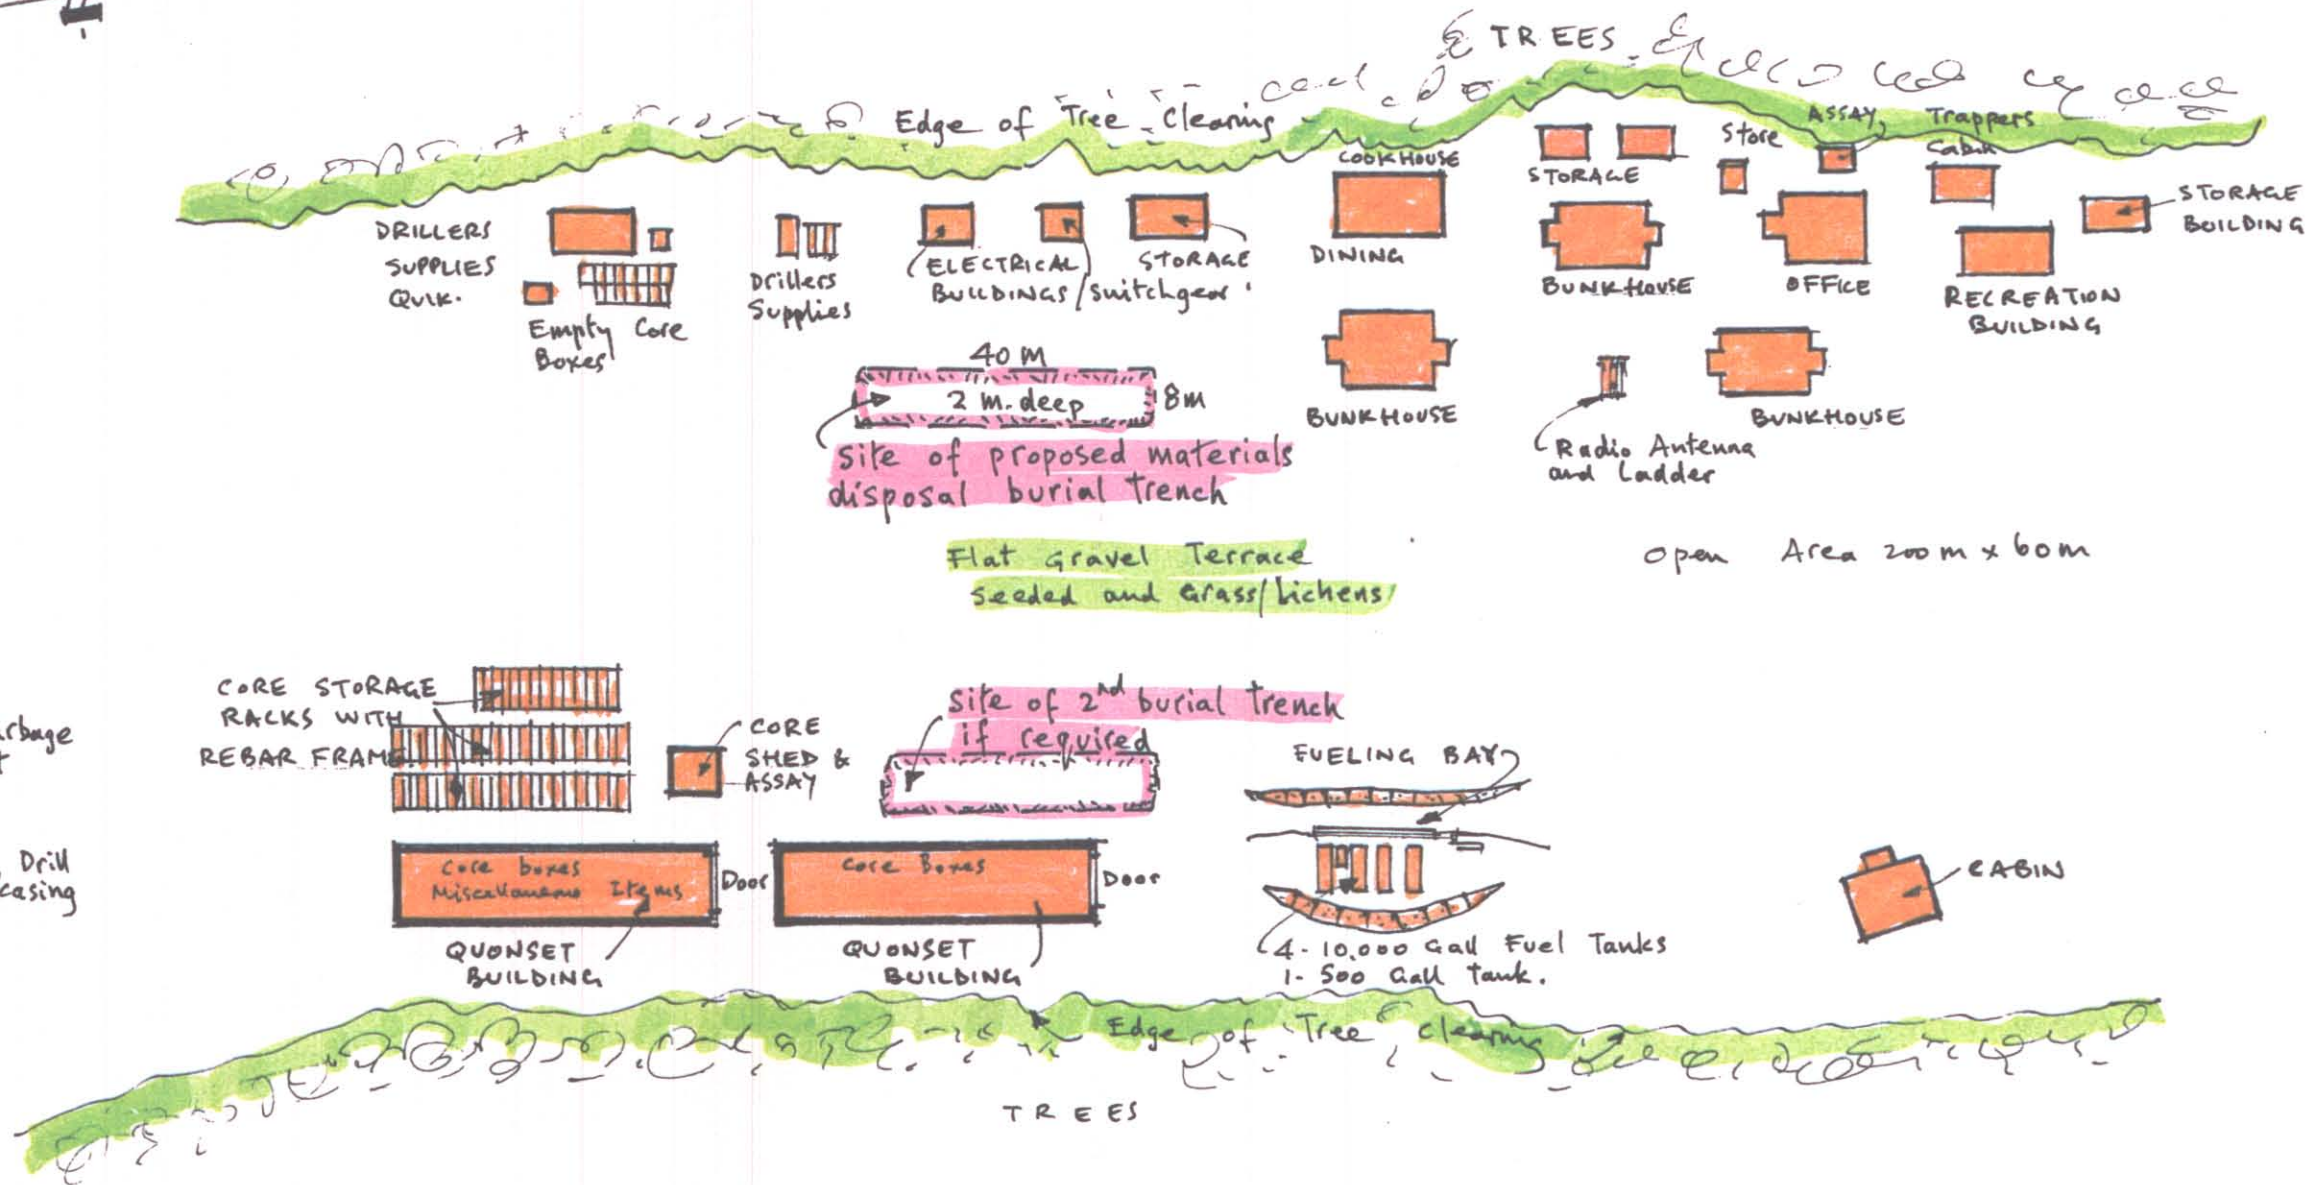 TREES
Edge of Tree Clearing
COOKHOUSE
DINING
STORAGE
Store
ASSAY
Trappers
Cabin
STORAGE
BUILDING
DRILLERS
SUPPLIES
QUIK.
Empty Core
Boxes
Drillers
Supplies
ELECTRICAL
BUILDINGS/Switchgear
STORAGE
BUNKHOUSE
OFFICE
RECREATION
BUILDING
40 M
2 m. deep
8m
BUNKHOUSE
Radio Antenna
and Ladder
BUNKHOUSE
Site of proposed materials
disposal burial trench
Flat Gravel Terrace
seeded and Grass/Lichens
Open Area 200m x 60m
CORE STORAGE
RACKS WITH
REBAR FRAME
CORE
SHED &
ASSAY
Site of 2nd burial trench
if required
FUELING BAY
Drill
casing
Core boxes
Miscellaneous Items
Door
QUONSET
BUILDING
Core Boxes
Door
QUONSET
BUILDING
4- 10,000 Gall Fuel Tanks
1- 500 Gall Tank.
CABIN
Edge of Tree Clearing
TREES